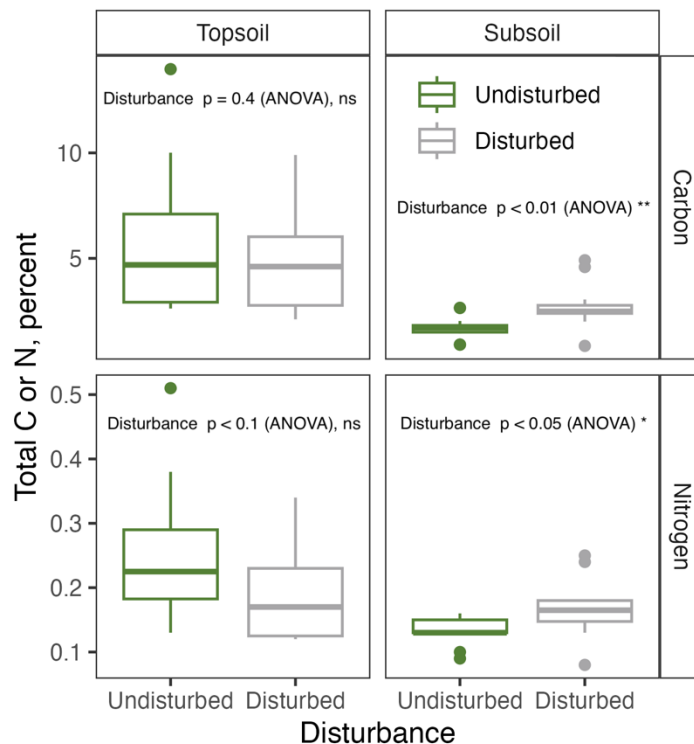 Topsoil
Subsoil
Disturbance p = 0.4 (ANOVA), ns
Undisturbed
Disturbed
Disturbance p < 0.01 (ANOVA) **
Carbon
10
5
Total C or N, percent
Disturbance p < 0.1 (ANOVA), ns
Disturbance p < 0.05 (ANOVA) *
Nitrogen
0.5
0.4
0.3
0.2
0.1
Undisturbed Disturbed
Undisturbed Disturbed
Disturbance